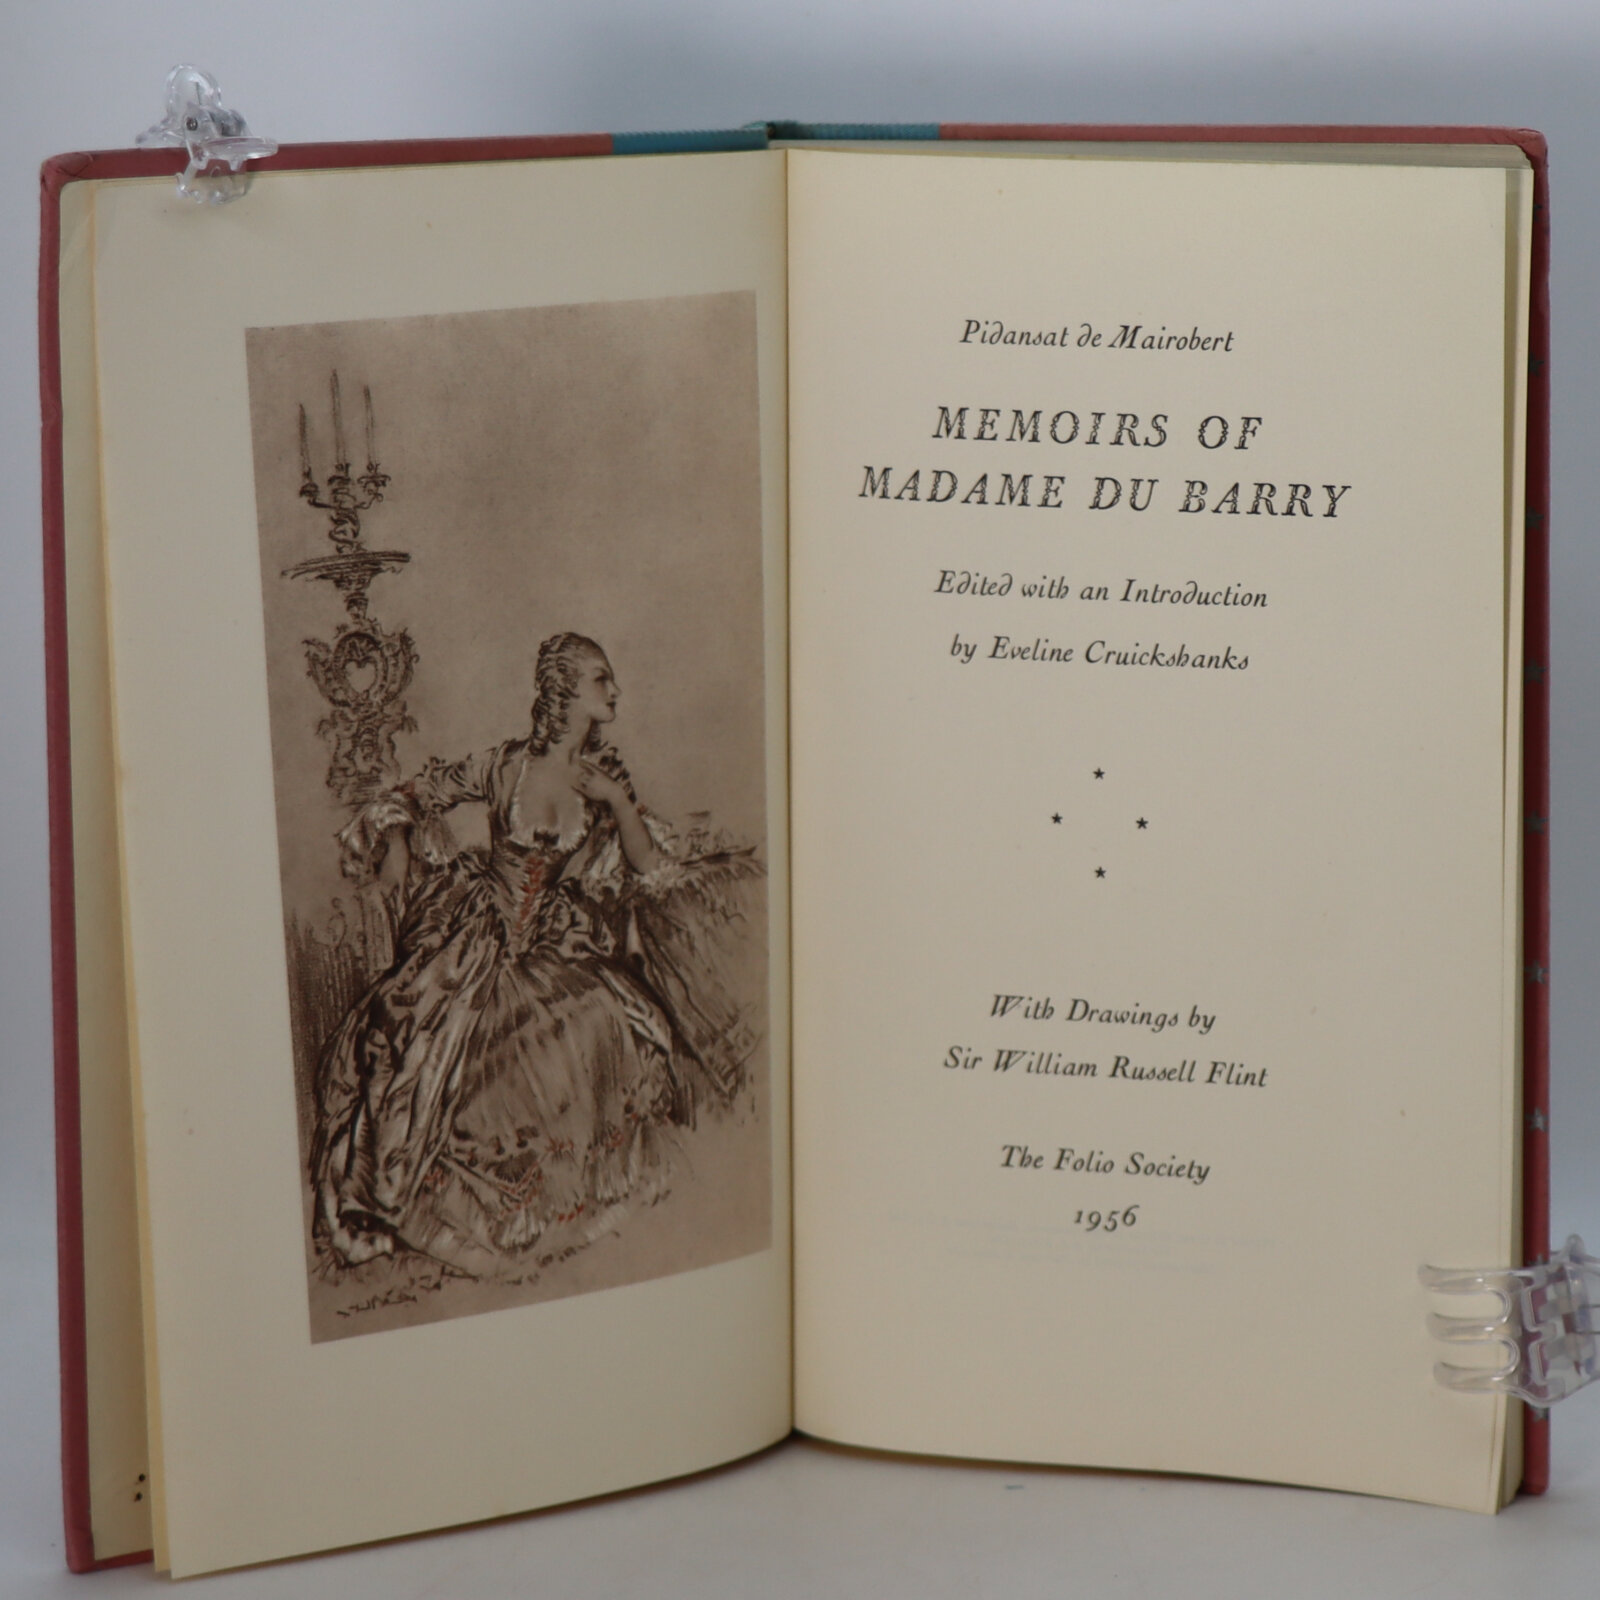 Pidansat de Mairobert
MEMOIRS OF
MADAME DU BARRY
Edited with an Introduction
by Eveline Cruickshanks
With Drawings by
Sir William Russell Flint
The Folio Society
1956